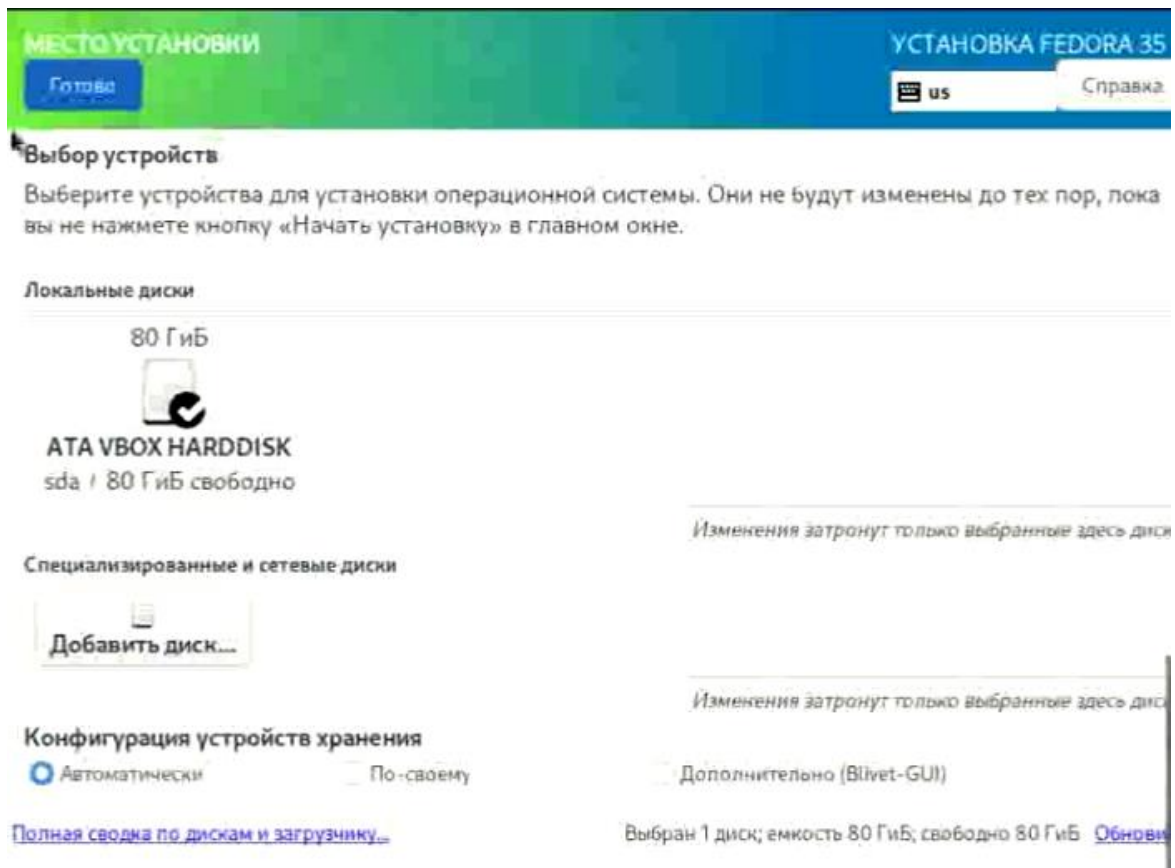 МЕСТО УСТАНОВКИ
УСТАНОВКА FEDORA 35
Готово
us
Справка
Выбор устройств
Выберите устройства для установки операционной системы. Они не будут изменены до тех пор, пока
вы не нажмете кнопку «Начать установку» в главном окне.
Локальные диски
80 ГиБ
ATA VBOX HARDDISK
sda / 80 ГиБ свободно
Изменения затронут только выбранные здесь диск
Специализированные и сетевые диски
Добавить диск...
Изменения затронут только выбранные здесь дис
Конфигурация устройств хранения
Автоматически
По-своему
Дополнительно (Blivet-GUI)
Полная сводка по дискам и загрузчику...
Выбран 1 диск; емкость 80 ГиБ; свободно 80 ГиБ Обнови